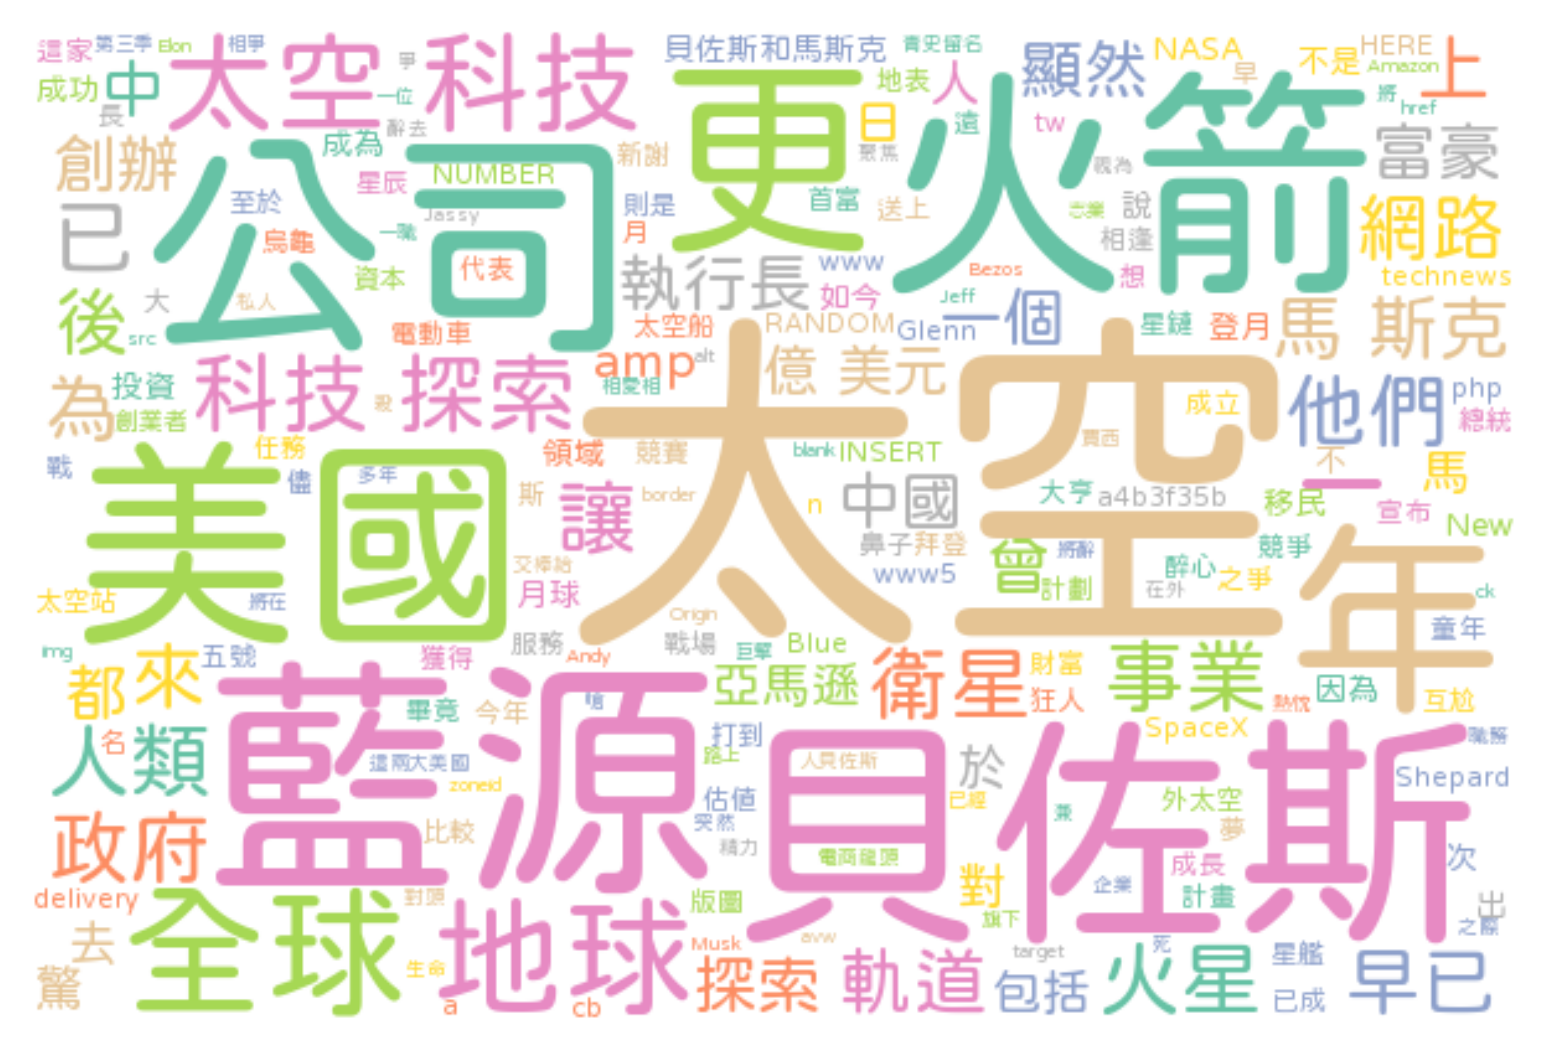 這家 第三季 Elon 相爭 爭 貝佐斯和馬斯克 青史留名 NASA 不是 HERE 上
成功 中 太空 科技 一位 地表 人 顯然 早 Amazon
長 辭去 更 日 遠 tw 火箭 將 href
創辦 成為 新謝 聚焦 親為 富豪
公司 星辰 NUMBER 首富 送上 志業 說 網路
已 至於 Jassy 則是 相逢
烏龜 一職 月 代表 執行長 www Bezos 想 technews
後 大 私人 資本 如今 Jeff 一個
src 電動車 太空船 RANDOM Glenn 星鏈 登月 馬 斯克
為 投資 科技 探索 amp alt 億 美元 他們 php
創業者 殺 相愛相 太空 成立 總統
戰 任務 領域 競賽 blank INSERT 賈西 不 一 馬
美國 儘 多年 斯 讓 border n 中國 大亨 a4b3f35b 移民 宣布 New
鼻子 拜登 曾 將辭 競爭 年
交棒給 月球 www5 計劃 醉心 之爭 在外
太空站 將在 Origin ck
img 五號 服務 Andy 戰場 巨擘 Blue 童年
都 來 獲得 亞馬遜 衛星 財富 事業 因為
藍源 畢竟 今年 嗆 狂人 熱忱 互尬
人類 名 這兩大美國 打到 路上 人貝佐斯 於 SpaceX 職務
zoneid 估值 貝佐斯 已經 兼 外太空 Shepard
政府 比較 突然 夢
精力 電商龍頭 成長 次
delivery 全球 對頭 地球 版圖 對 企業 計畫 出
去 Musk avw 旗下 target 死 之際
驚 生命 a cb 探索 軌道 包括 火星 星艦 已成 早已